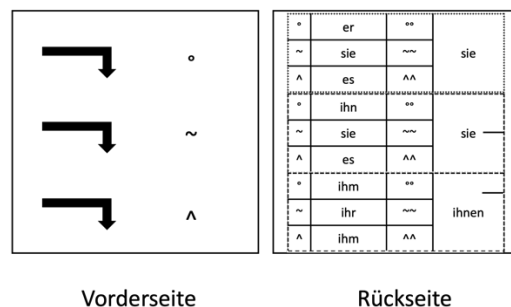 °
~
^
° er °°
~ sie ~~ sie
^ es ^^
° ihn °°
~ sie ~~ sie
^ es ^^
° ihm °°
~ ihr ~~ ihnen
^ ihm ^^
Vorderseite Rückseite